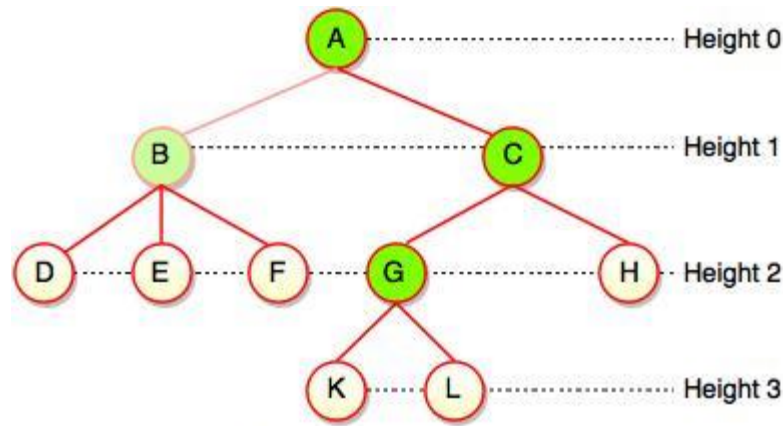 A Height 0
B C Height 1
D E F G H Height 2
K L Height 3